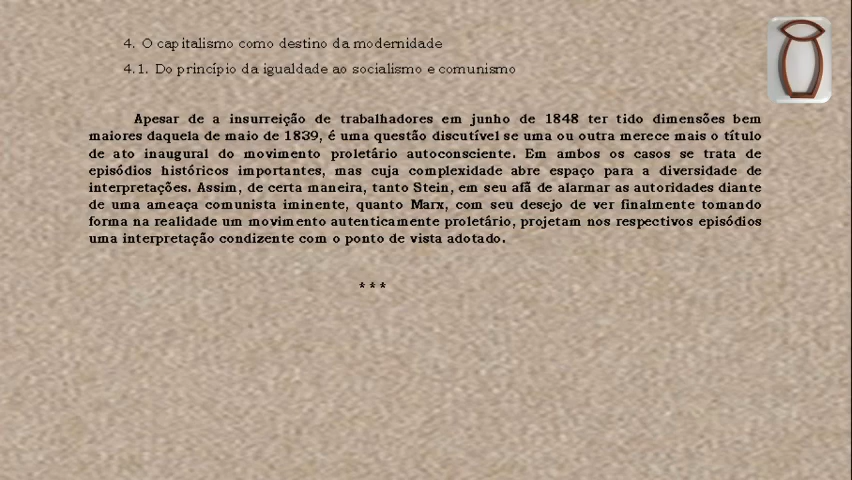 4. O capitalismo como destino da modernidade
4.1. Do princípio da igualdade ao socialismo e comunismo
Apesar de a insurreição de trabalhadores em junho de 1848 ter tido dimensões bem
maiores daquela de maio de 1839, é uma questão discutível se uma ou outra merece mais o título
de ato inaugural do movimento proletário autoconsciente. Em ambos os casos se trata de
episódios históricos importantes, mas cuja complexidade abre espaço para a diversidade de
interpretações. Assim, de certa maneira, tanto Stein, em seu afã de alarmar as autoridades diante
de uma ameaça comunista iminente, quanto Marx, com seu desejo de ver finalmente tomando
forma na realidade um movimento autenticamente proletário, projetam nos respectivos episódios
uma interpretação condizente com o ponto de vista adotado.
***